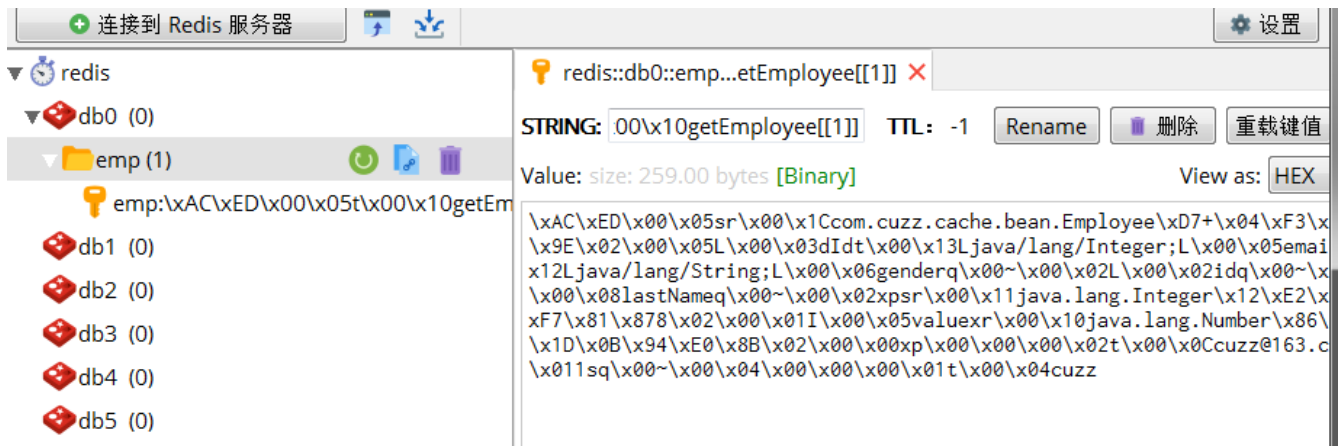 连接到 Redis 服务器
设置
redis
db0 (0)
emp (1)
emp:\xAC\xED\x00\x05t\x00\x10getEm
db1 (0)
db2 (0)
db3 (0)
db4 (0)
db5 (0)
redis::db0::emp...etEmployee[[1]]
STRING: :00\x10getEmployee[[1]] TTL: -1 Rename 删除 重载键值
Value: size: 259.00 bytes [Binary] View as: HEX
\xAC\xED\x00\x05sr\x00\x1Ccom.cuzz.cache.bean.Employee\xD7+\x04\xF3\x
\x9E\x02\x00\x05L\x00\x03dIdt\x00\x13Ljava/lang/Integer;L\x00\x05emai
x12Ljava/lang/String;L\x00\x06genderq\x00~\x00\x02L\x00\x02idq\x00~\x
\x00\x08lastNameq\x00~\x00\x02xpsr\x00\x11java.lang.Integer\x12\xE2\x
xF7\x81\x878\x02\x00\x01I\x00\x05valuexr\x00\x10java.lang.Number\x86\
\x1D\x0B\x94\xE0\x8B\x02\x00\x00xp\x00\x00\x00\x02t\x00\x0Ccuzz@163.c
\x011sq\x00~\x00\x04\x00\x00\x00\x01t\x00\x04cuzz